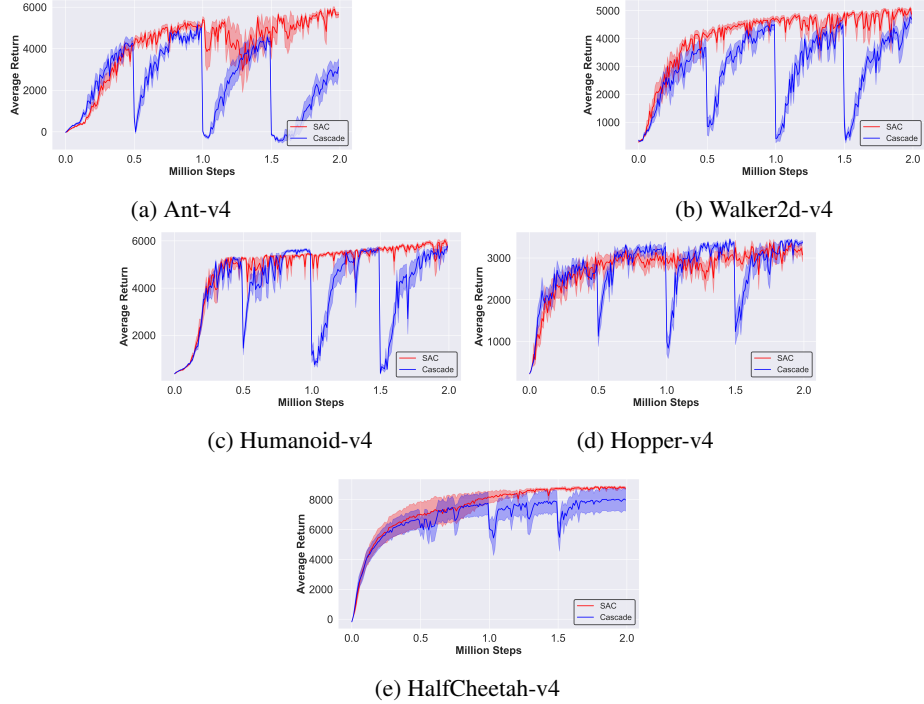 6000
4000
2000
0
Average Return
SAC
Cascade
0.0 0.5 1.0 1.5 2.0
Million Steps
(a) Ant-v4
5000
4000
3000
2000
1000
Average Return
SAC
Cascade
0.0 0.5 1.0 1.5 2.0
Million Steps
(b) Walker2d-v4
6000
4000
2000
Average Return
SAC
Cascade
0.0 0.5 1.0 1.5 2.0
Million Steps
(c) Humanoid-v4
3000
2000
1000
Average Return
SAC
Cascade
0.0 0.5 1.0 1.5 2.0
Million Steps
(d) Hopper-v4
8000
6000
4000
2000
0
Average Return
SAC
Cascade
0.0 0.5 1.0 1.5 2.0
Million Steps
(e) HalfCheetah-v4